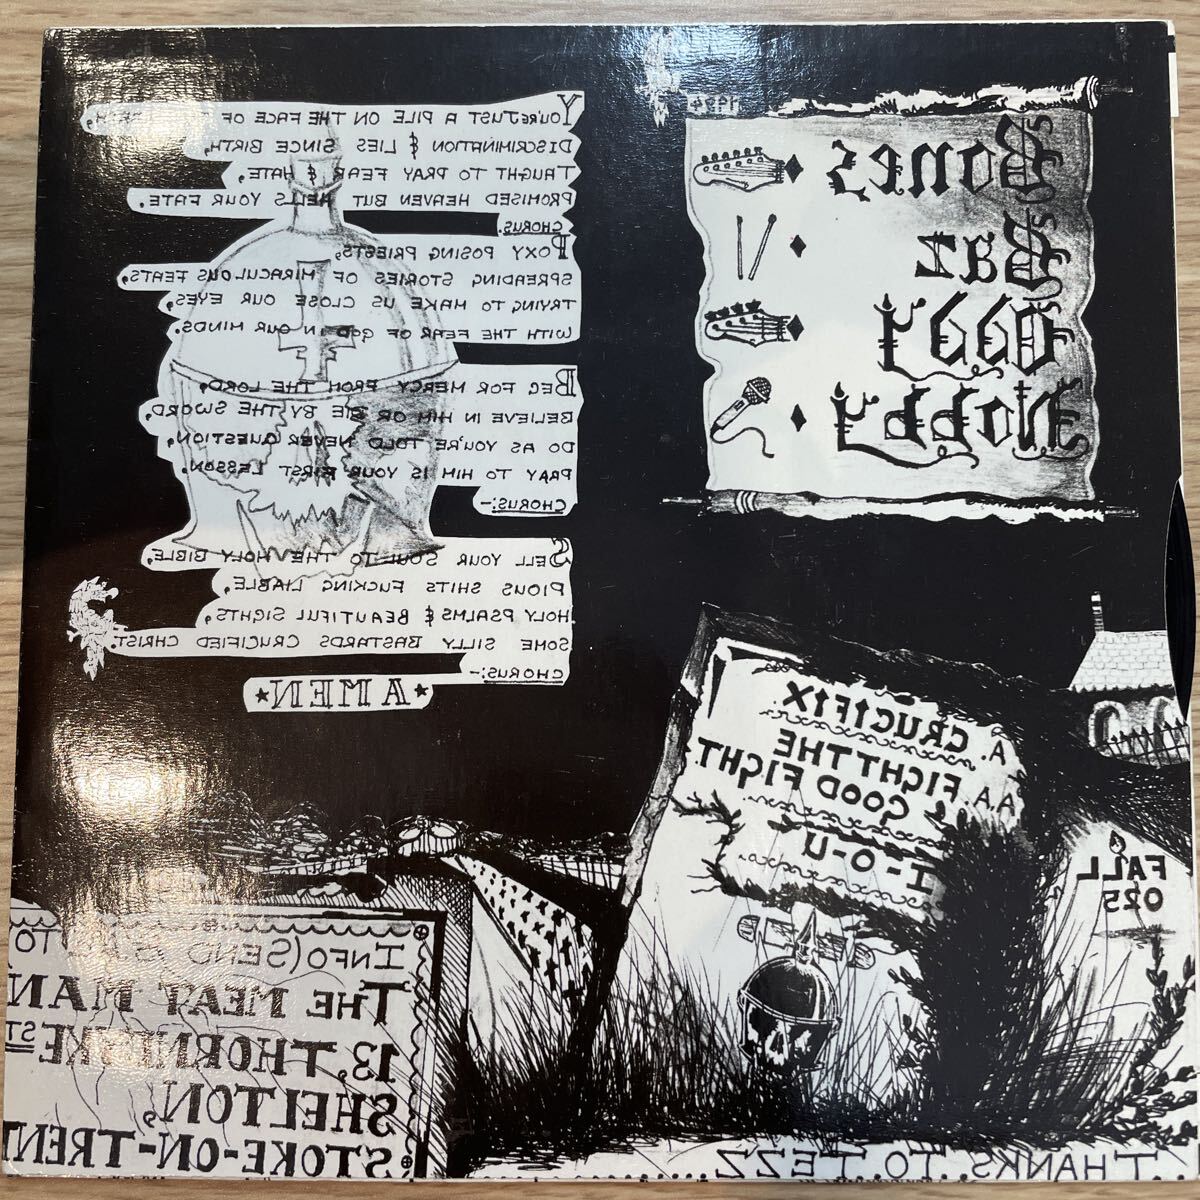 1984
Bones
Baz
Oddy
Nobby
You're just a pile on the face of
Discrimination & lies since birth,
Taught to pray fear & hate,
Promised heaven but hells your fate.
Chorus.
Poxy posing priests,
Spreading stories of miraculous feats,
Trying to make us close our eyes,
With the fear of god in our minds.
Beg for mercy from the Lord,
Believe in him or die by the sword,
Do as you're told never question,
Pray to him is your first lesson.
Chorus:-
Sell your soul to the holy bible,
Pious shits fucking liable,
Holy psalms & beautiful sights,
Some silly bastards crucified christ.
Chorus:-
*AMEN*
A. CRUCIFIX
AA. FIGHT THE
GOOD FIGHT.
&
I-O-U
FALL
025
Info (Send
The Meat Man
13, Thornley St
Shelton,
Stoke-on-Trent
Thanks to Tezz...